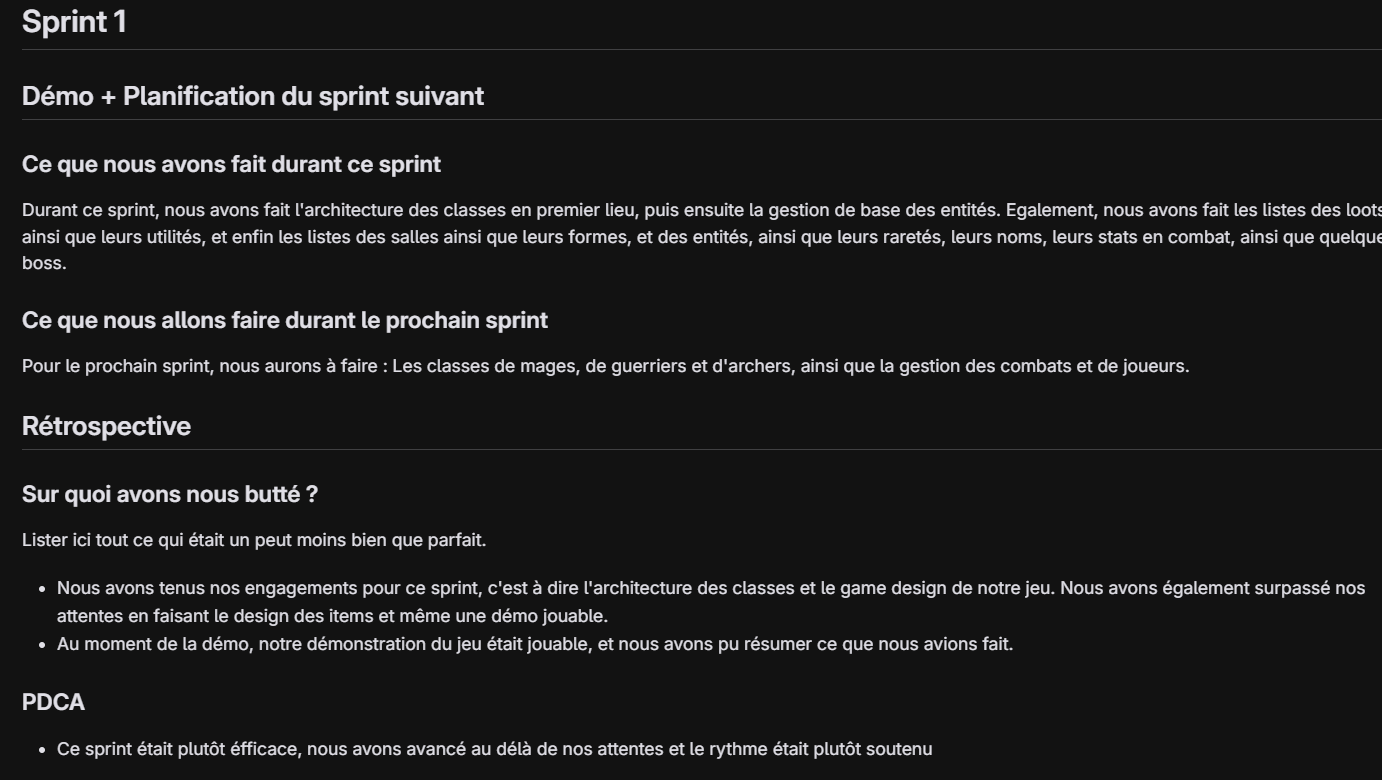 Sprint 1
Démo + Planification du sprint suivant
Ce que nous avons fait durant ce sprint
Durant ce sprint, nous avons fait l'architecture des classes en premier lieu, puis ensuite la gestion de base des entités. Egalement, nous avons fait les listes des loots
ainsi que leurs utilités, et enfin les listes des salles ainsi que leurs formes, et des entités, ainsi que leurs raretés, leurs noms, leurs stats en combat, ainsi que quelque
boss.
Ce que nous allons faire durant le prochain sprint
Pour le prochain sprint, nous aurons à faire : Les classes de mages, de guerriers et d'archers, ainsi que la gestion des combats et de joueurs.
Rétrospective
Sur quoi avons nous butté ?
Lister ici tout ce qui était un peut moins bien que parfait.
• Nous avons tenus nos engagements pour ce sprint, c'est à dire l'architecture des classes et le game design de notre jeu. Nous avons également surpassé nos
attentes en faisant le design des items et même une démo jouable.
• Au moment de la démo, notre démonstration du jeu était jouable, et nous avons pu résumer ce que nous avions fait.
PDCA
• Ce sprint était plutôt éfficace, nous avons avancé au délà de nos attentes et le rythme était plutôt soutenu